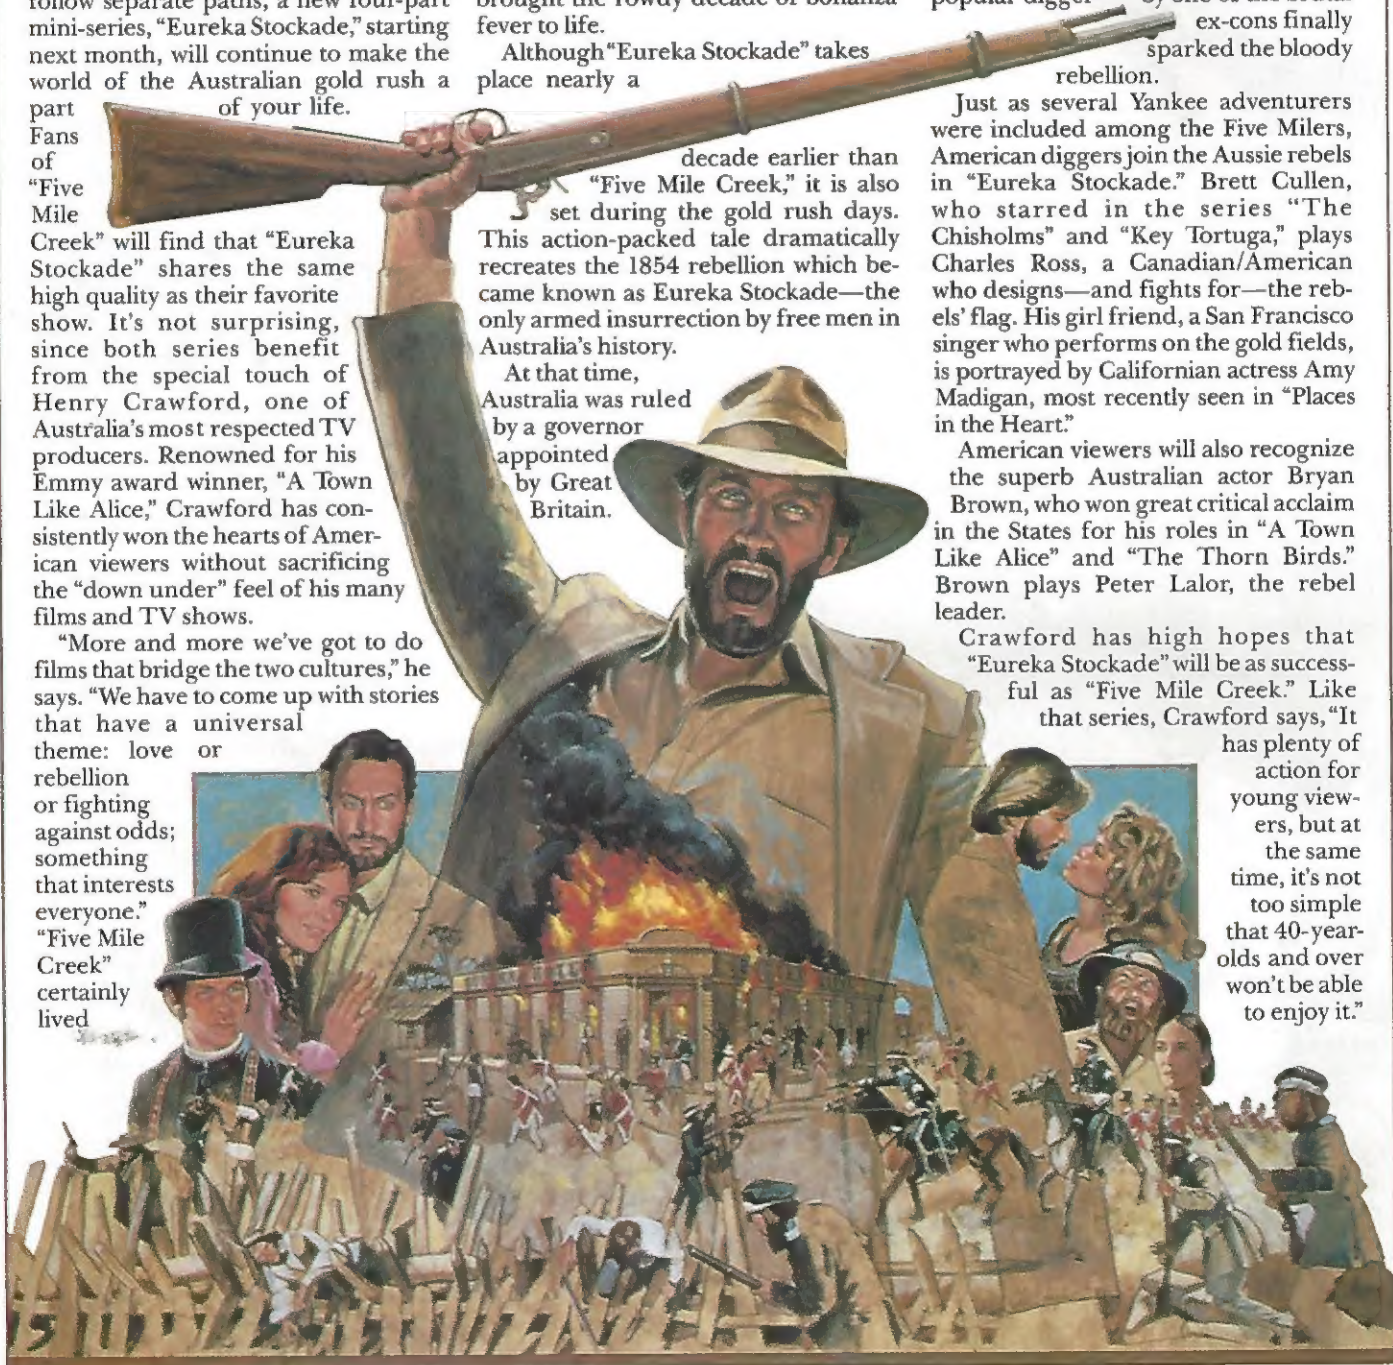 follow separate paths, a new four-part
mini-series, “Eureka Stockade,” starting
next month, will continue to make the
world of the Australian gold rush a
part of your life.
Fans
of
“Five
Mile
Creek” will find that “Eureka
Stockade” shares the same
high quality as their favorite
show. It's not surprising,
since both series benefit
from the special touch of
Henry Crawford, one of
Australia's most respected TV
producers. Renowned for his
Emmy award winner, “A Town
Like Alice,” Crawford has con-
sistently won the hearts of Amer-
ican viewers without sacrificing
the “down under” feel of his many
films and TV shows.
“More and more we've got to do
films that bridge the two cultures,” he
says. “We have to come up with stories
that have a universal
theme: love or
rebellion
or fighting
against odds;
something
that interests
everyone.”
“Five Mile
Creek”
certainly
lived
brought the rowdy decade of bonanza
fever to life.
Although “Eureka Stockade” takes
place nearly a
decade earlier than
“Five Mile Creek,” it is also
set during the gold rush days.
This action-packed tale dramatically
recreates the 1854 rebellion which be-
came known as Eureka Stockade—the
only armed insurrection by free men in
Australia's history.
At that time,
Australia was ruled
by a governor
appointed
by Great
Britain.
popular digger by one of the brutal
ex-cons finally
sparked the bloody
rebellion.
Just as several Yankee adventurers
were included among the Five Milers,
American diggers join the Aussie rebels
in “Eureka Stockade.” Brett Cullen,
who starred in the series “The
Chisholms” and “Key Tortuga,” plays
Charles Ross, a Canadian/American
who designs—and fights for—the reb-
els' flag. His girl friend, a San Francisco
singer who performs on the gold fields,
is portrayed by Californian actress Amy
Madigan, most recently seen in “Places
in the Heart.”
American viewers will also recognize
the superb Australian actor Bryan
Brown, who won great critical acclaim
in the States for his roles in “A Town
Like Alice” and “The Thorn Birds.”
Brown plays Peter Lalor, the rebel
leader.
Crawford has high hopes that
“Eureka Stockade” will be as success-
ful as “Five Mile Creek.” Like
that series, Crawford says, “It
has plenty of
action for
young view-
ers, but at
the same
time, it's not
too simple
that 40-year-
olds and over
won't be able
to enjoy it.”